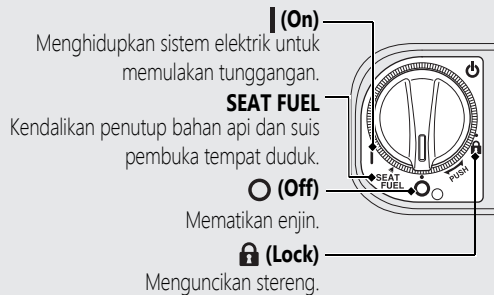 (On)
Menghidupkan sistem elektrik untuk
memulakan tunggangan.
SEAT FUEL
Kendalikan penutup bahan api dan suis
pembuka tempat duduk.
(Off)
Mematikan enjin.
(Lock)
Menguncikan stereng.
SEAT
FUEL
PUSH